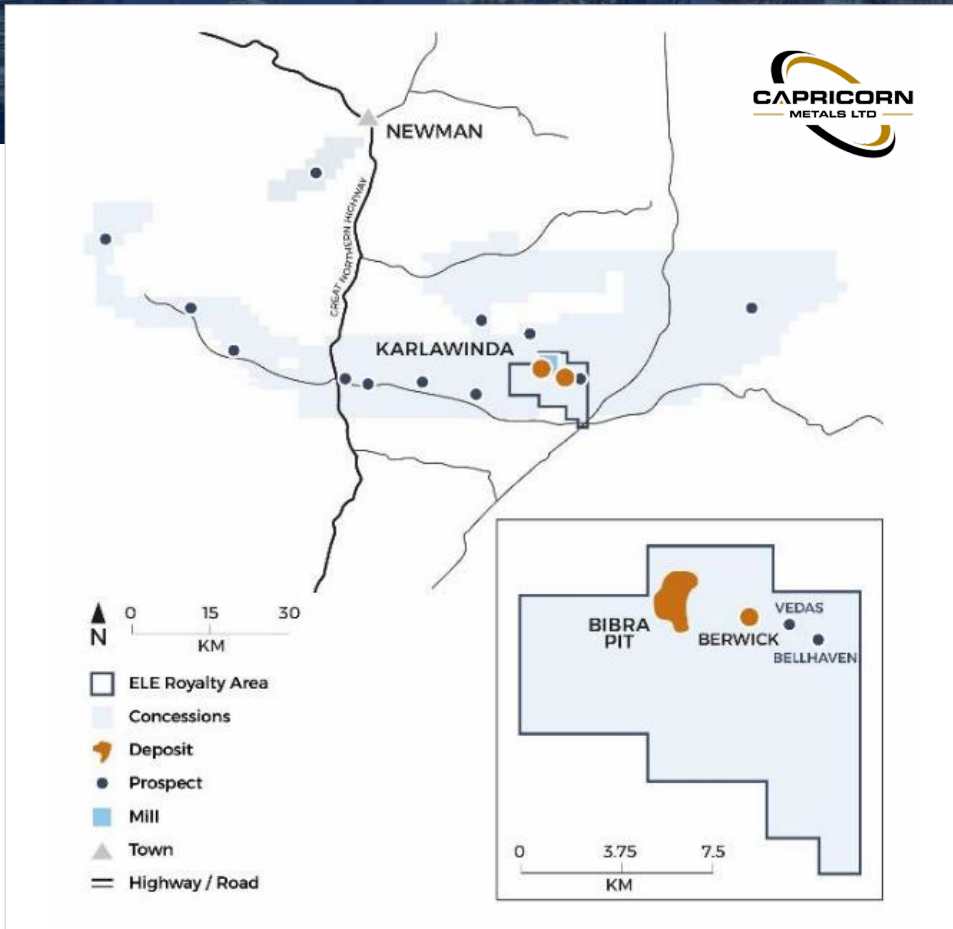 CAPRICORN
METALS LTD
NEWMAN
GREAT NORTHERN HIGHWAY
KARLAWINDA
N
0 15 30
KM
ELE Royalty Area
Concessions
Deposit
Prospect
Mill
Town
Highway / Road
BIBRA
PIT
BERWICK
VEDAS
BELLHAVEN
0 3.75 7.5
KM